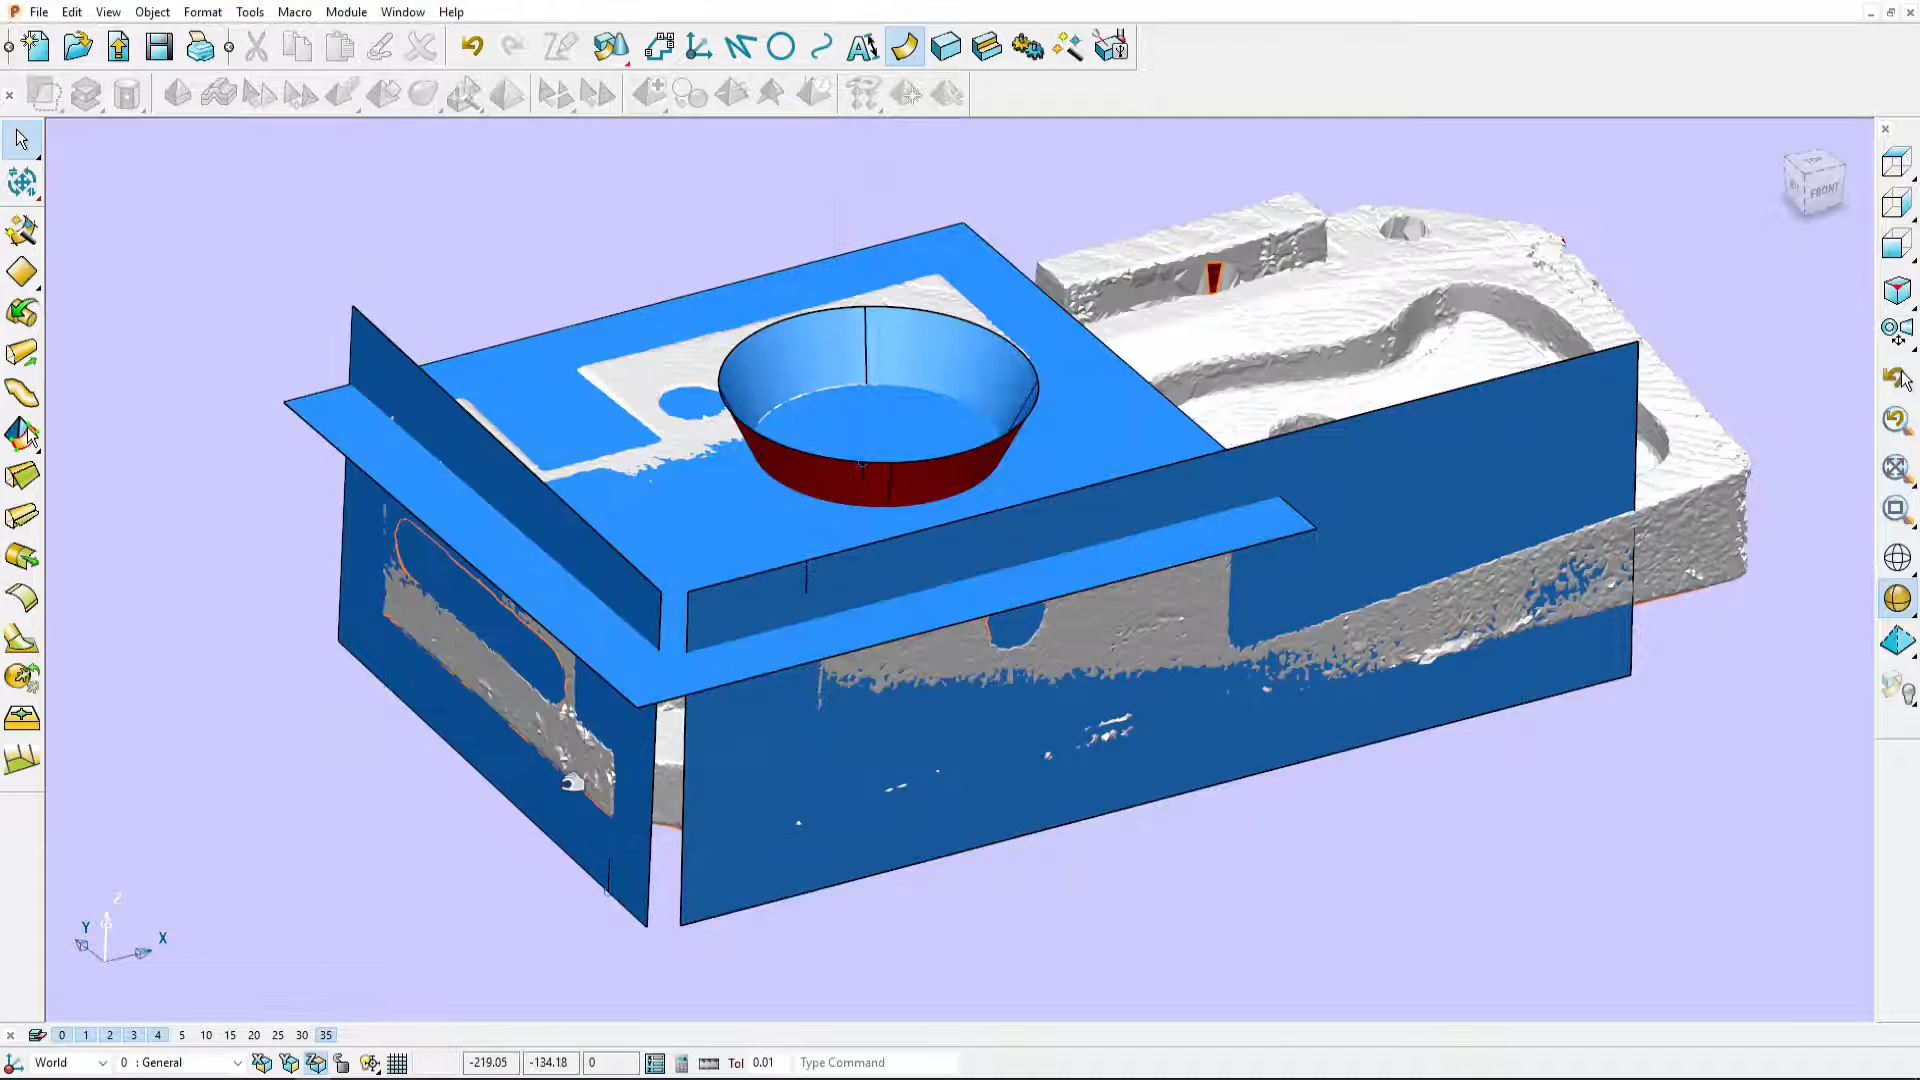 File Edit View Object Format Tools Macro Module Window Help
TOP
FRONT
Z
Y
X
0 1 2 3 4 5 10 15 20 25 30 35
World 0 : General -219.05 -134.18 0 Tol 0.01 Type Command